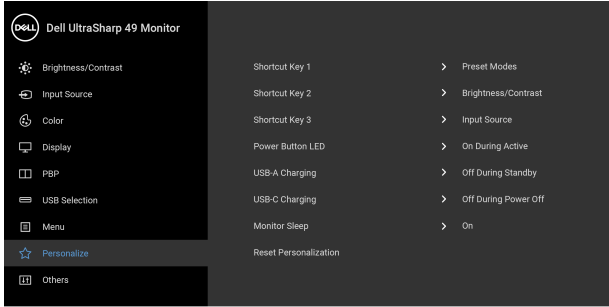 DELL Dell UltraSharp 49 Monitor
Brightness/Contrast
Input Source
Color
Display
PBP
USB Selection
Menu
Personalize
Others
Shortcut Key 1 > Preset Modes
Shortcut Key 2 > Brightness/Contrast
Shortcut Key 3 > Input Source
Power Button LED > On During Active
USB-A Charging > Off During Standby
USB-C Charging > Off During Power Off
Monitor Sleep > On
Reset Personalization